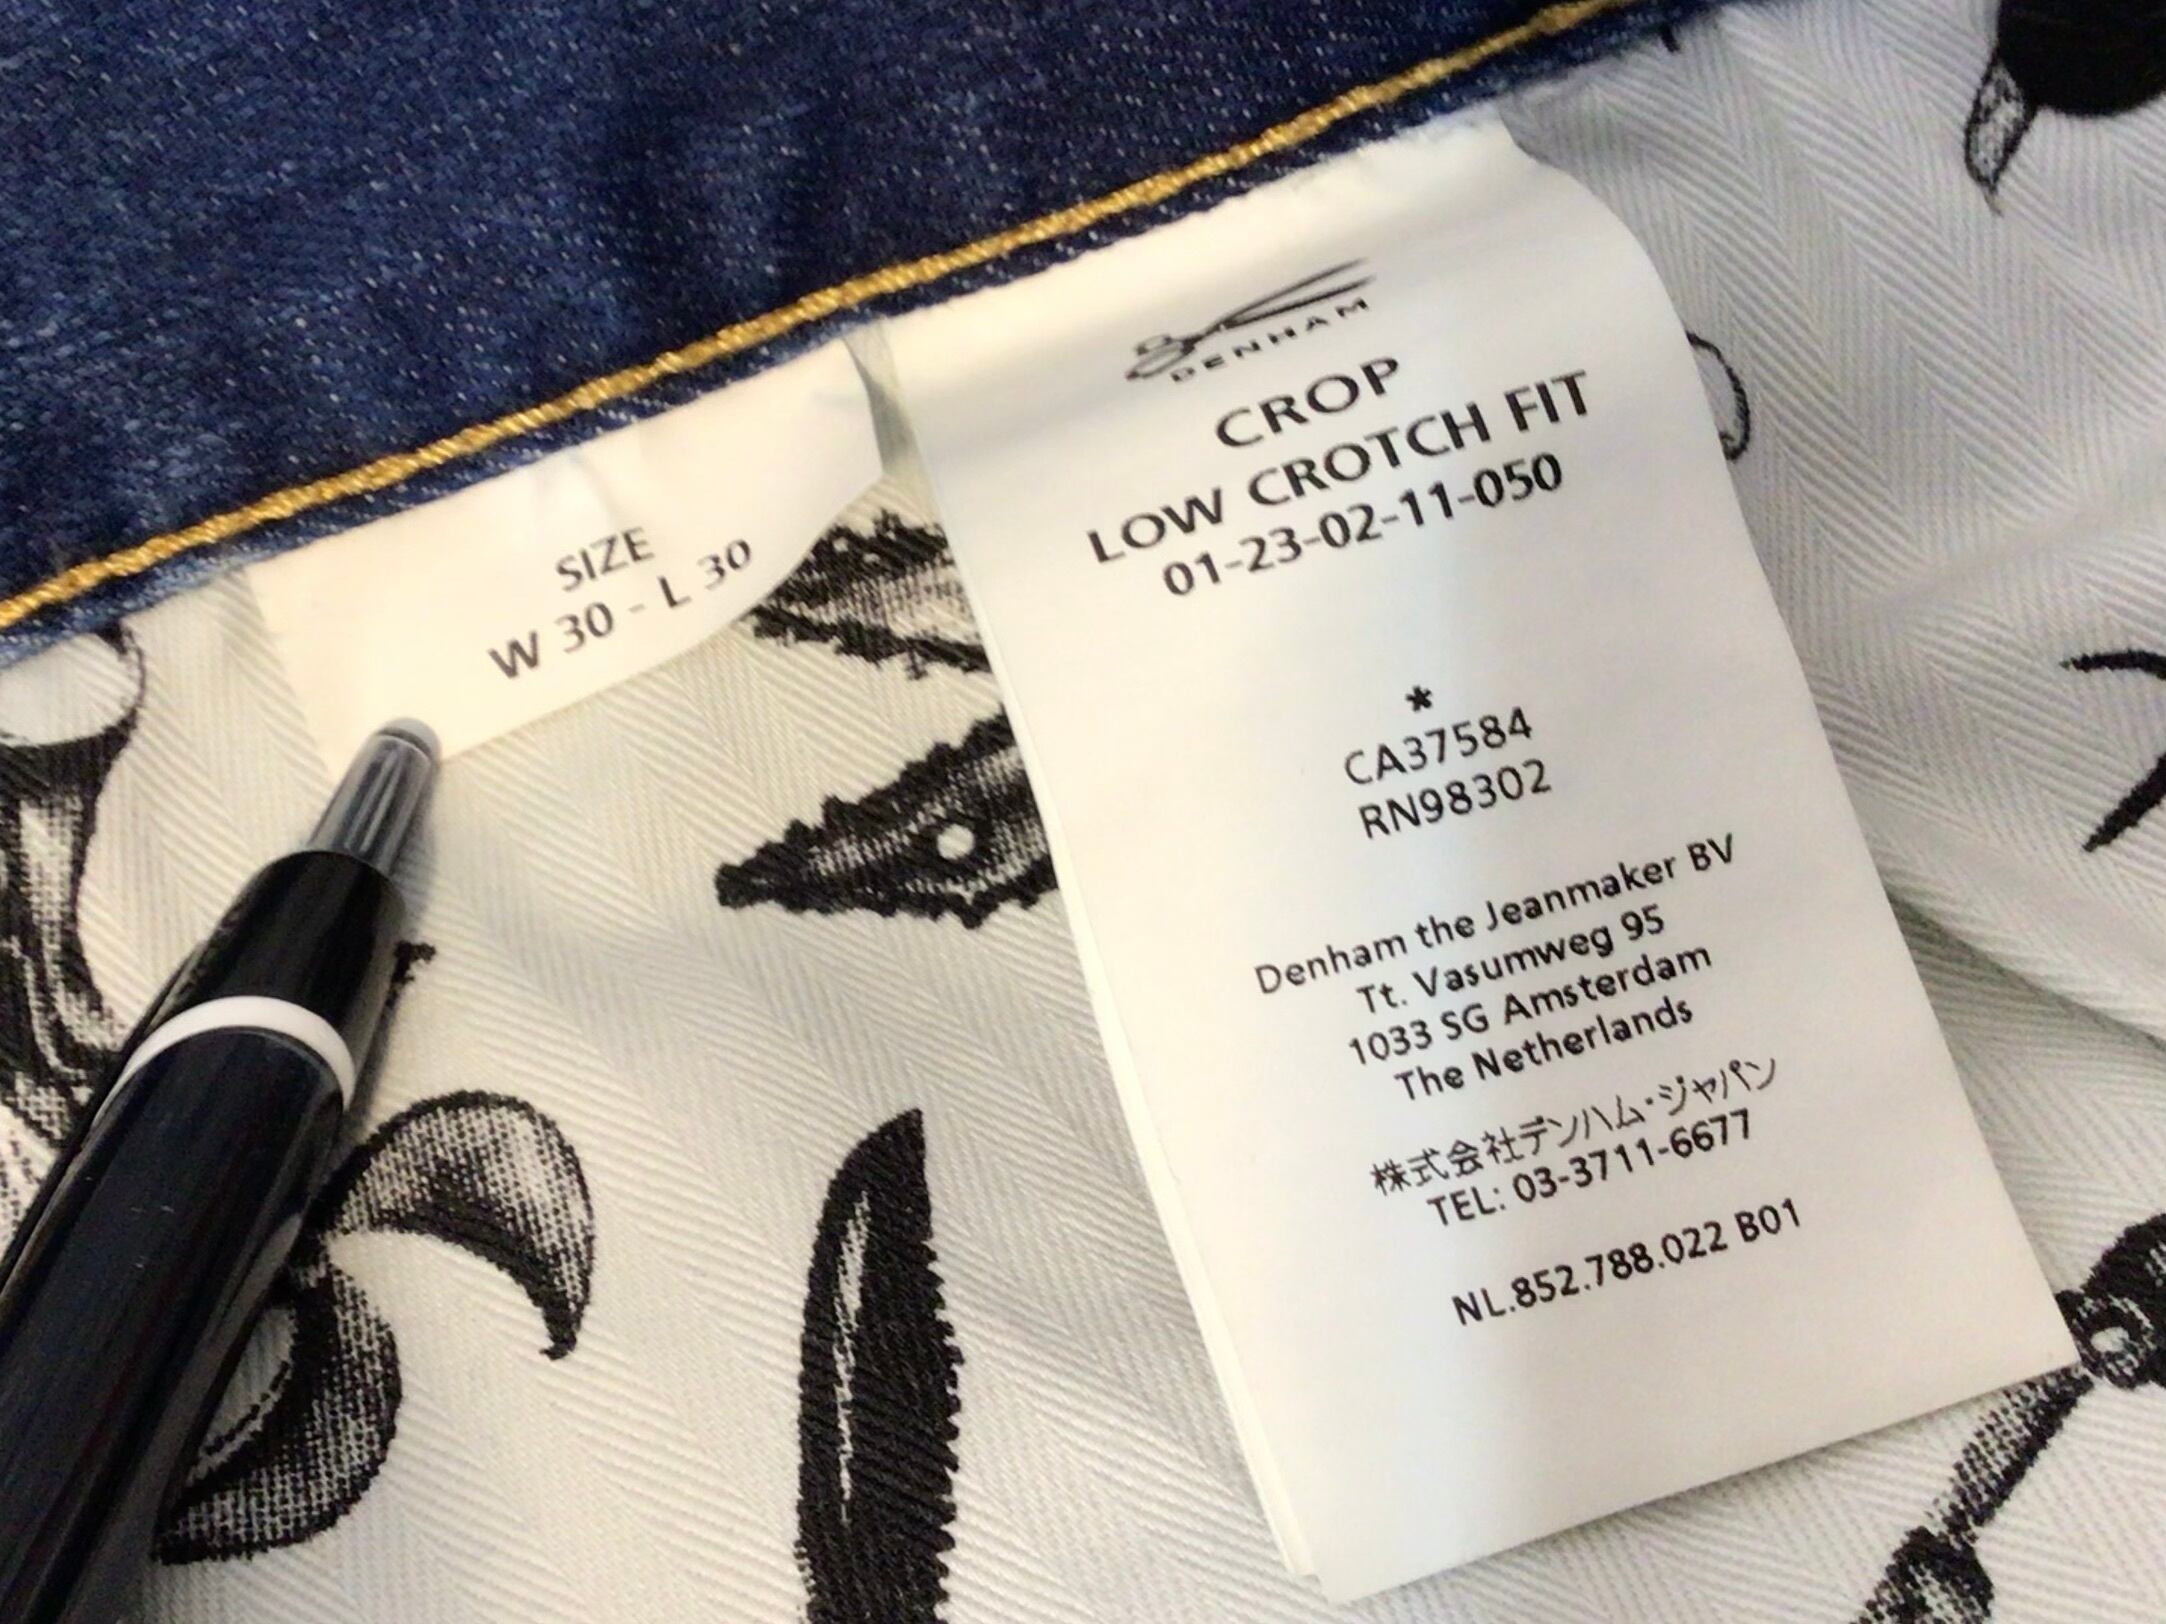 SIZE
W 30 - L 30
DENHAM
CROP
LOW CROTCH FIT
01-23-02-11-050
*
CA37584
RN98302
Denham the Jeanmaker BV
Tt. Vasumweg 95
1033 SG Amsterdam
The Netherlands
株式会社デンハム・ジャパン
TEL: 03-3711-6677
NL.852.788.022 B01